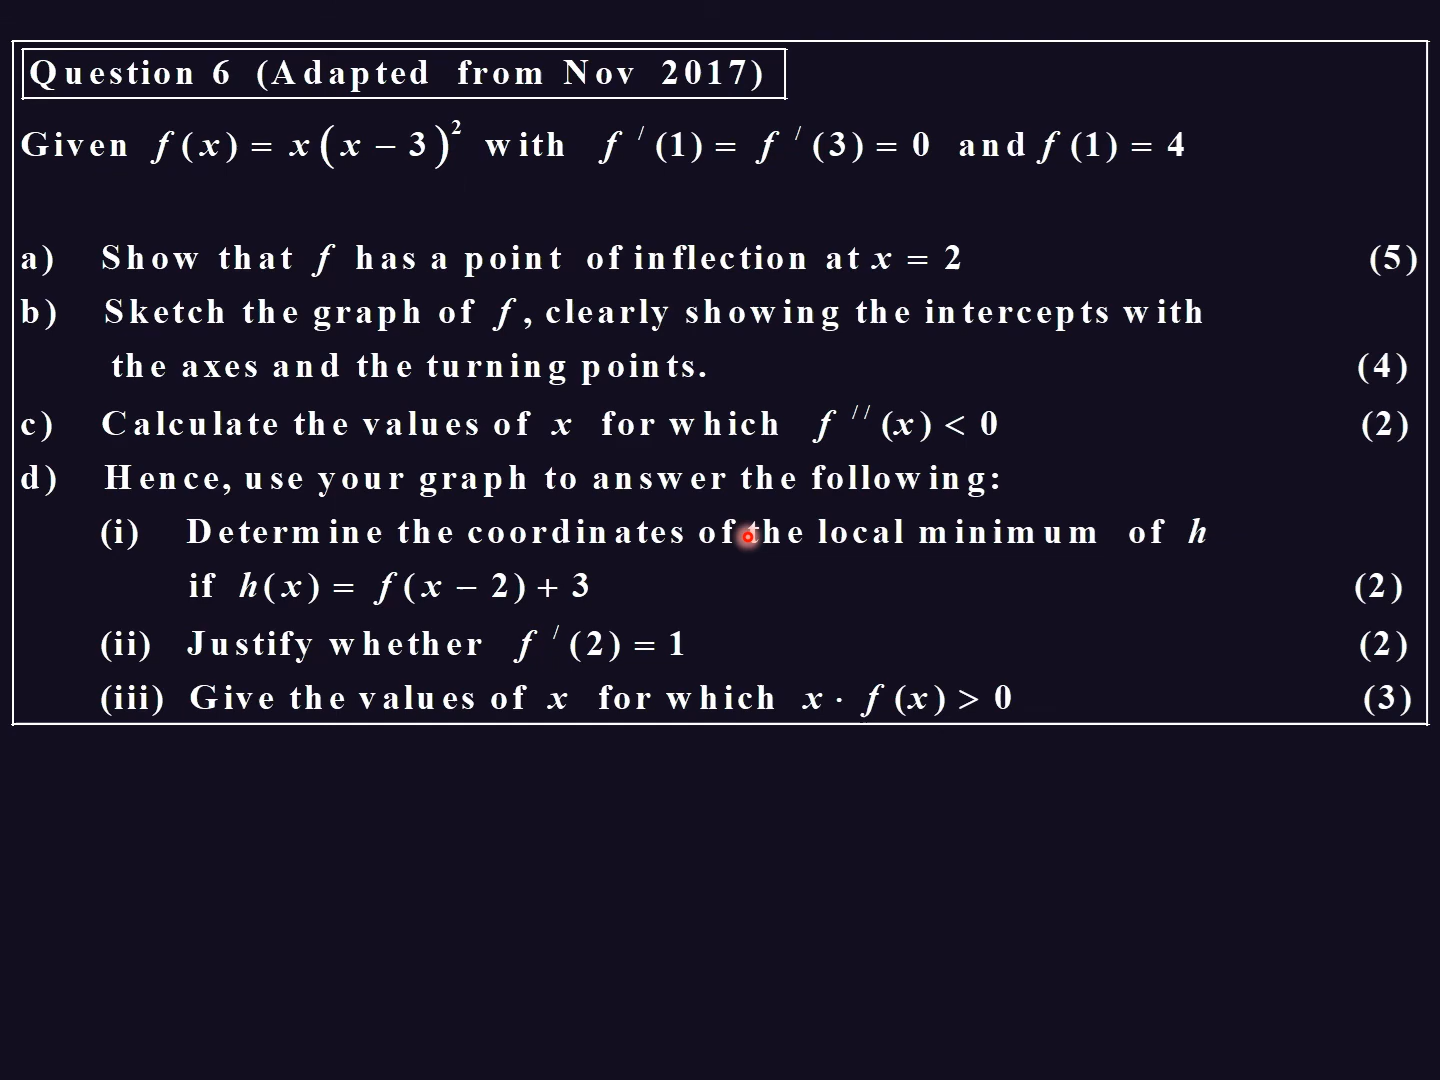 Question 6 (Adapted from Nov 2017)
Given f(x) = x(x − 3)² with f ′(1) = f ′(3) = 0 and f(1) = 4
a) Show that f has a point of inflection at x = 2 (5)
b) Sketch the graph of f, clearly showing the intercepts with
the axes and the turning points. (4)
c) Calculate the values of x for which f ′′(x) < 0 (2)
d) Hence, use your graph to answer the following:
(i) Determine the coordinates of the local minimum of h
if h(x) = f(x − 2) + 3 (2)
(ii) Justify whether f ′(2) = 1 (2)
(iii) Give the values of x for which x · f(x) > 0 (3)